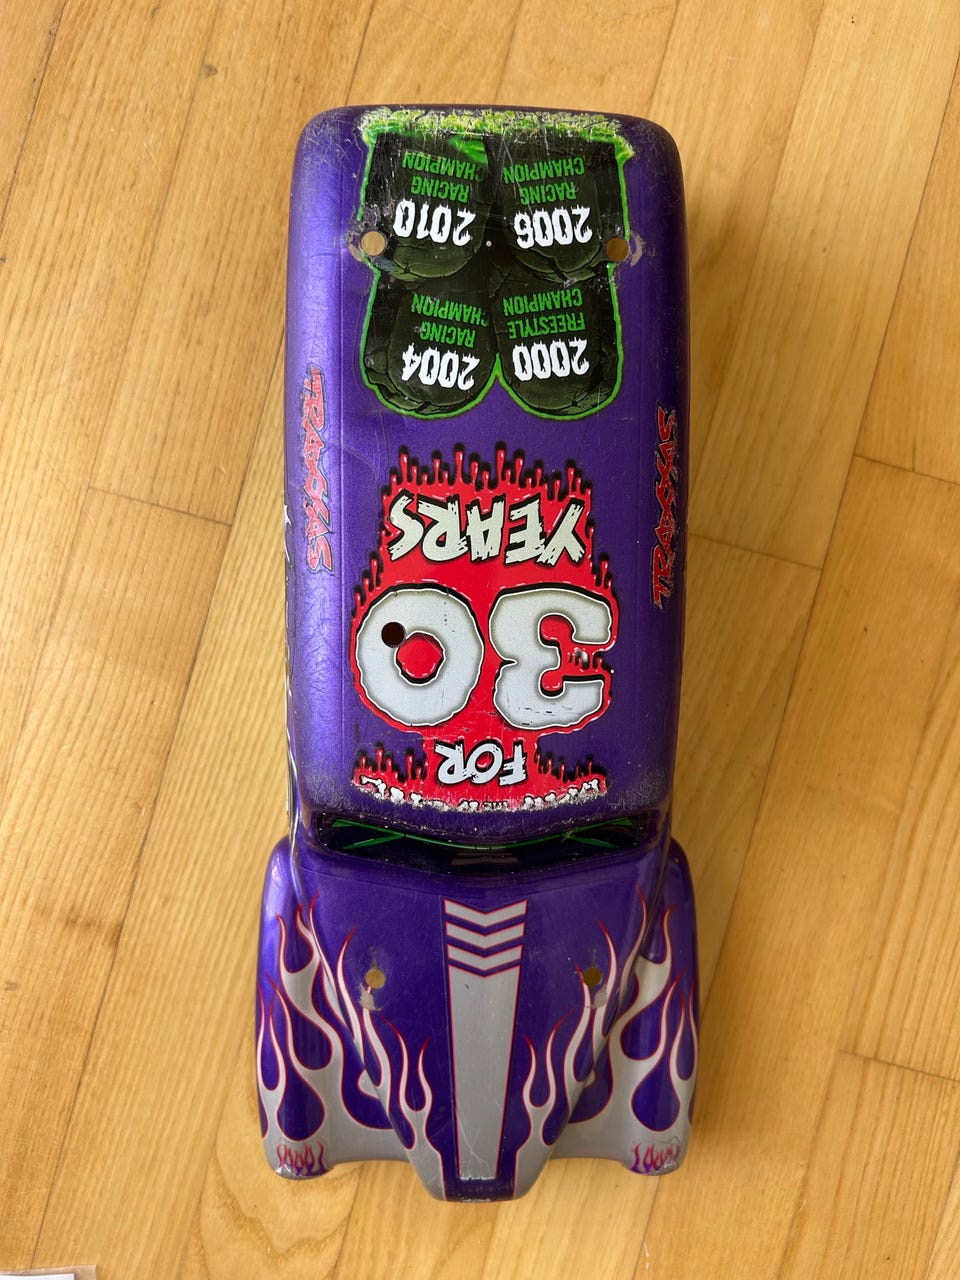 FOR
30
YEARS
TRAXXAS
TRAXXAS
2000
FREESTYLE
CHAMPION
2004
RACING
CHAMPION
2006
RACING
CHAMPION
2010
RACING
CHAMPION